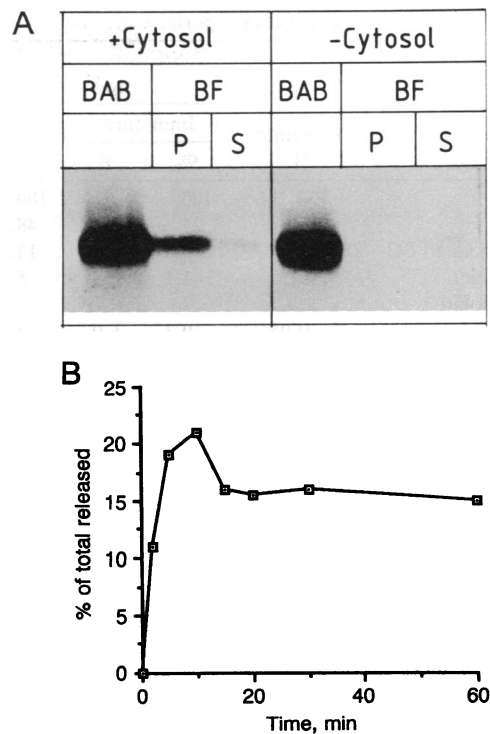 A
+Cytosol -Cytosol
BAB BF BAB BF
P S P S
B
25
20
15
10
5
0
% of total released
0 20 40 60
Time, min